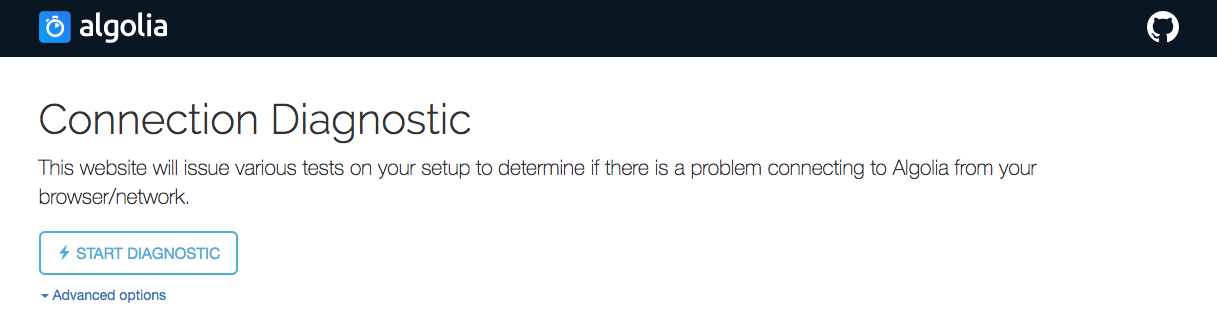 algolia
Connection Diagnostic
This website will issue various tests on your setup to determine if there is a problem connecting to Algolia from your
browser/network.
START DIAGNOSTIC
Advanced options